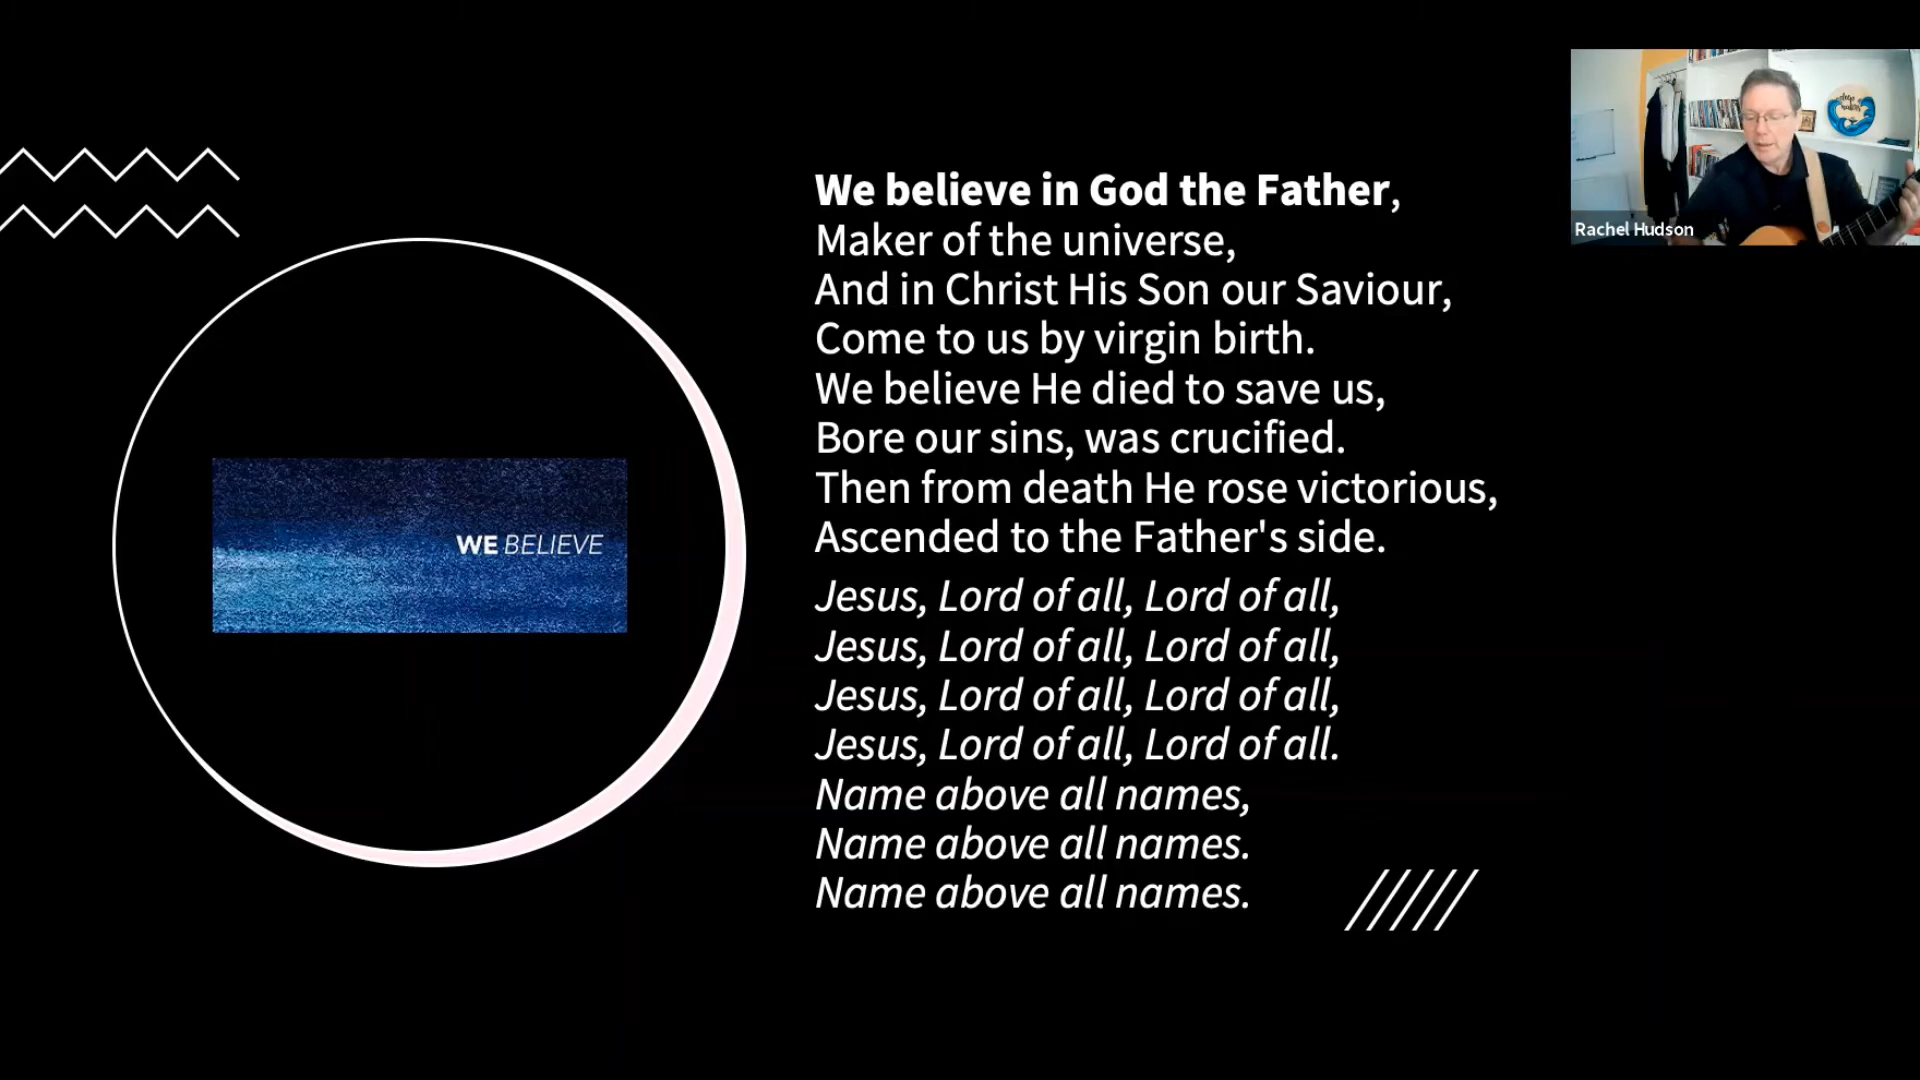 We believe in God the Father,
Maker of the universe,
And in Christ His Son our Saviour,
Come to us by virgin birth.
We believe He died to save us,
Bore our sins, was crucified.
Then from death He rose victorious,
Ascended to the Father's side.
Jesus, Lord of all, Lord of all,
Jesus, Lord of all, Lord of all,
Jesus, Lord of all, Lord of all,
Jesus, Lord of all, Lord of all.
Name above all names,
Name above all names.
Name above all names.
WE BELIEVE
Rachel Hudson